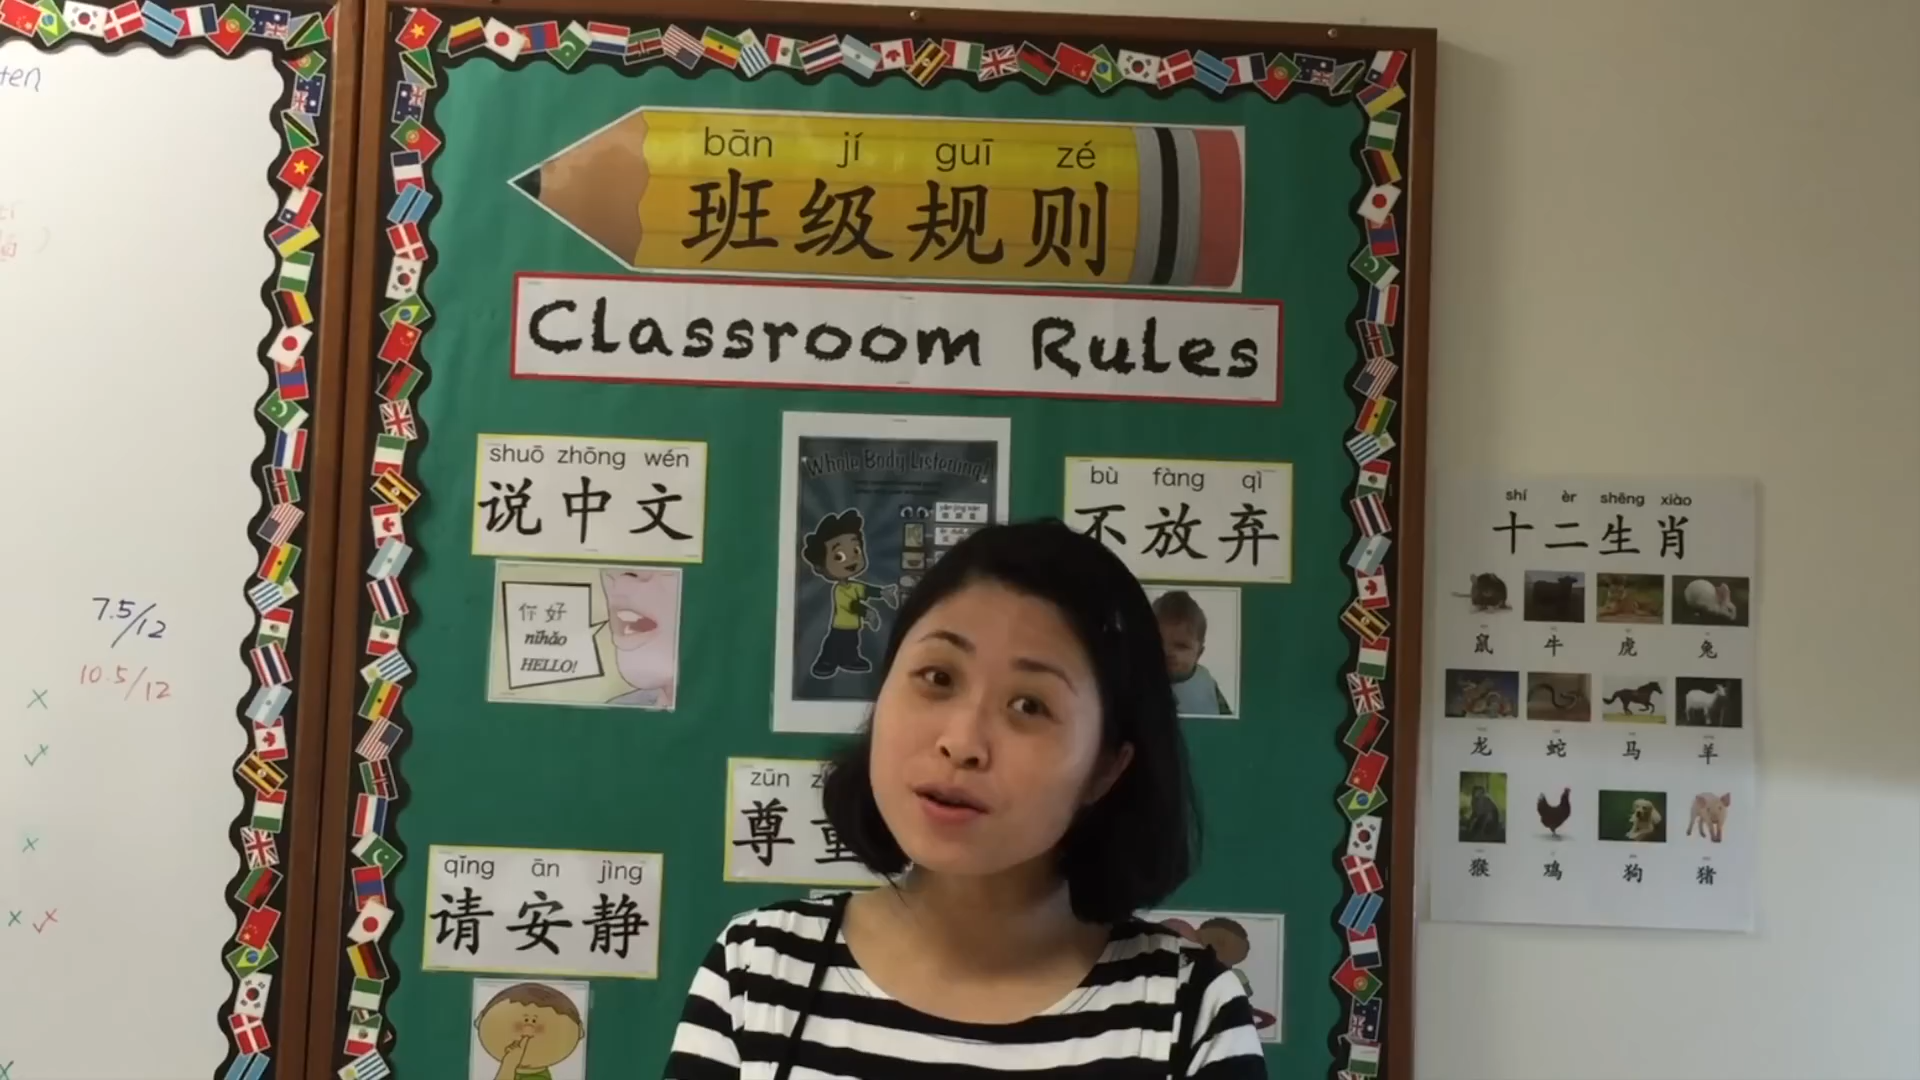 ten
7.5/12
10.5/12
bān jí guī zé
班级规则
Classroom Rules
shuō zhōng wén
说中文
你好
nǐhǎo
HELLO!
Whole Body Listening!
bù fàng qì
不放弃
zūn
尊重
qǐng ān jìng
请安静
shí èr shēng xiào
十二生肖
鼠 牛 虎 兔
龙 蛇 马 羊
猴 鸡 狗 猪